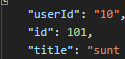 "userId": "10",
"id": 101,
"title": "sunt